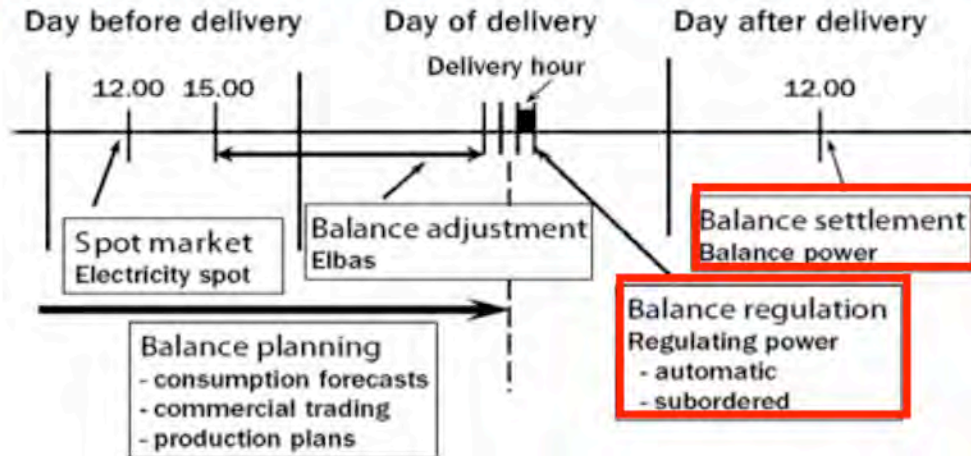 Day before delivery
Day of delivery
Day after delivery
Delivery hour
12.00
15.00
12.00
Spot market
Electricity spot
Balance adjustment
Elbas
Balance settlement
Balance power
Balance regulation
Regulating power
- automatic
- subordered
Balance planning
- consumption forecasts
- commercial trading
- production plans